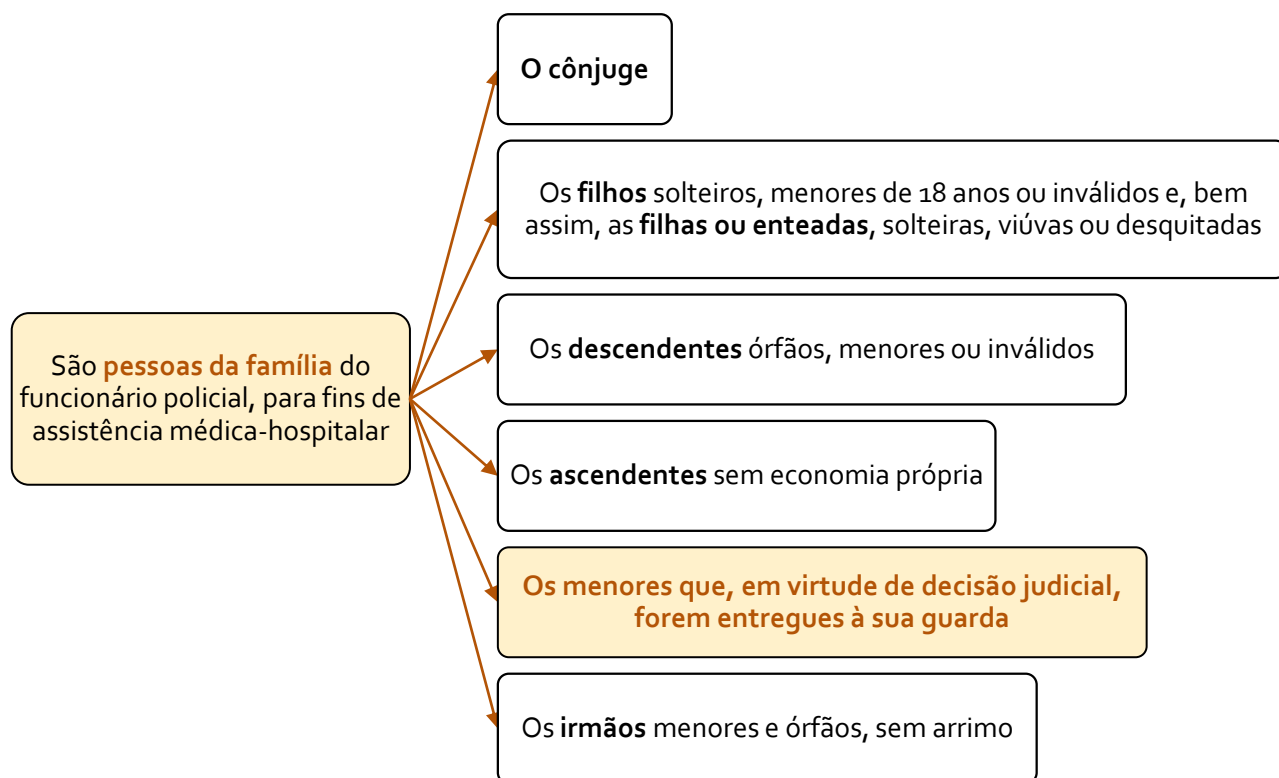 O cônjuge
Os filhos solteiros, menores de 18 anos ou inválidos e, bem
assim, as filhas ou enteadas, solteiras, viúvas ou desquitadas
São pessoas da família do
funcionário policial, para fins de
assistência médica-hospitalar
Os descendentes órfãos, menores ou inválidos
Os ascendentes sem economia própria
Os menores que, em virtude de decisão judicial,
forem entregues à sua guarda
Os irmãos menores e órfãos, sem arrimo